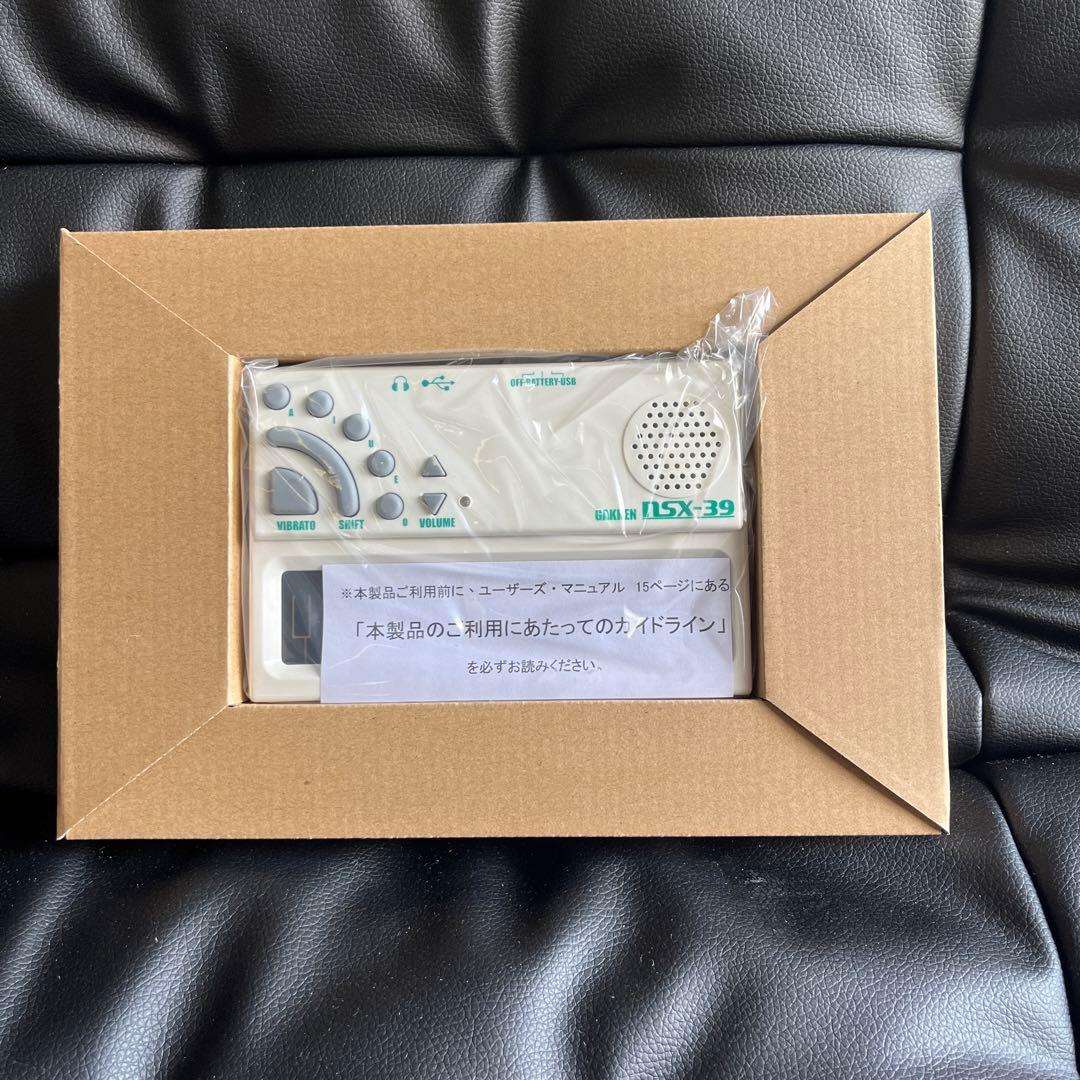 OFF-BATTERY-USB
A
I
U
E
O
VIBRATO
SHIFT
VOLUME
GAKKEN NSX-39
※本製品ご利用前に、ユーザーズ・マニュアル 15ページにある
「本製品のご利用にあたってのガイドライン」
を必ずお読みください。